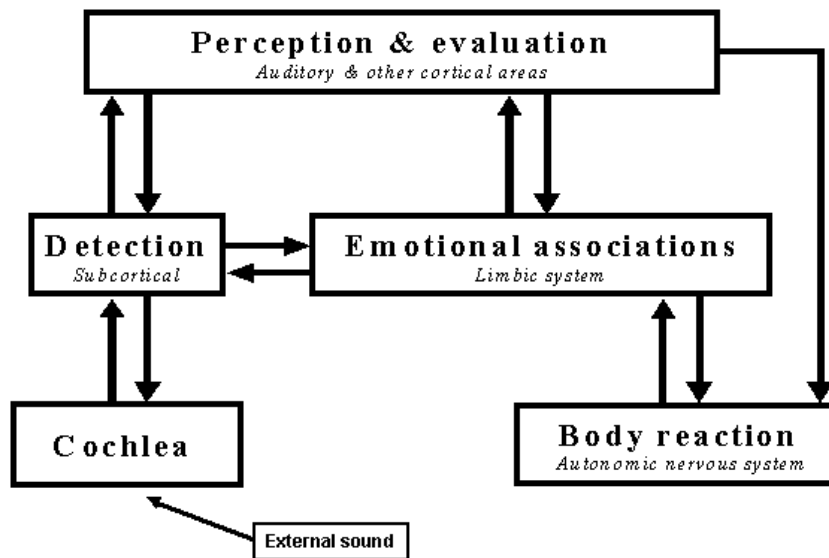 Perception & evaluation
Auditory & other cortical areas
Detection
Subcortical
Emotional associations
Limbic system
Cochlea
Body reaction
Autonomic nervous system
External sound